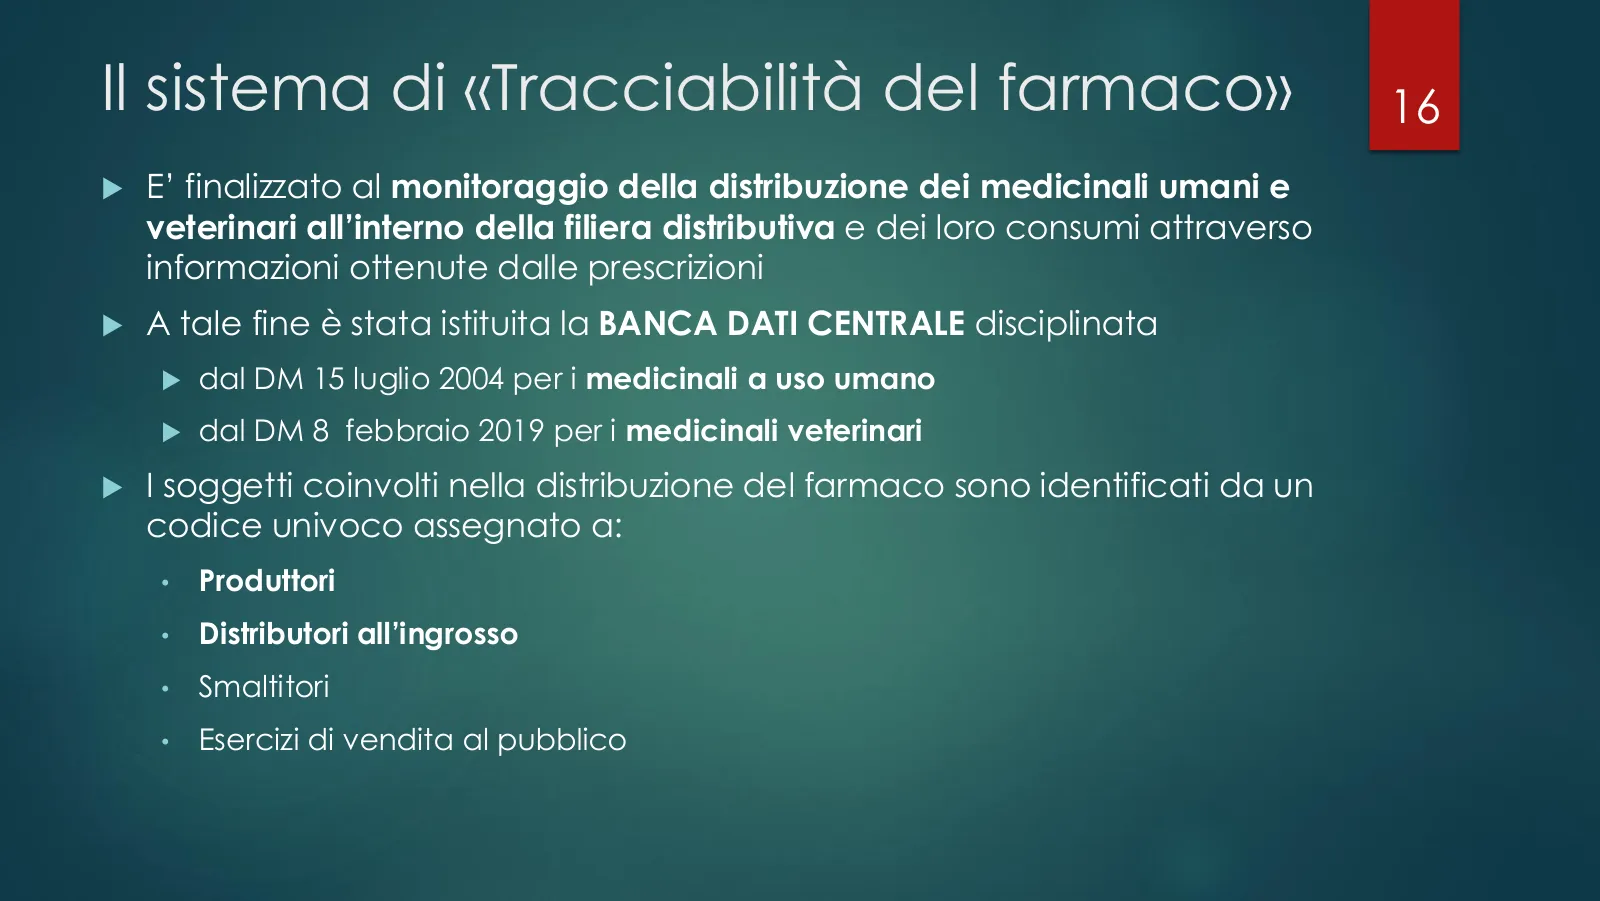 Il sistema di «Tracciabilità del farmaco»
16
E’ finalizzato al monitoraggio della distribuzione dei medicinali umani e
veterinari all’interno della filiera distributiva e dei loro consumi attraverso
informazioni ottenute dalle prescrizioni
A tale fine è stata istituita la BANCA DATI CENTRALE disciplinata
dal DM 15 luglio 2004 per i medicinali a uso umano
dal DM 8  febbraio 2019 per i medicinali veterinari
I soggetti coinvolti nella distribuzione del farmaco sono identificati da un
codice univoco assegnato a:
Produttori
Distributori all’ingrosso
Smaltitori
Esercizi di vendita al pubblico